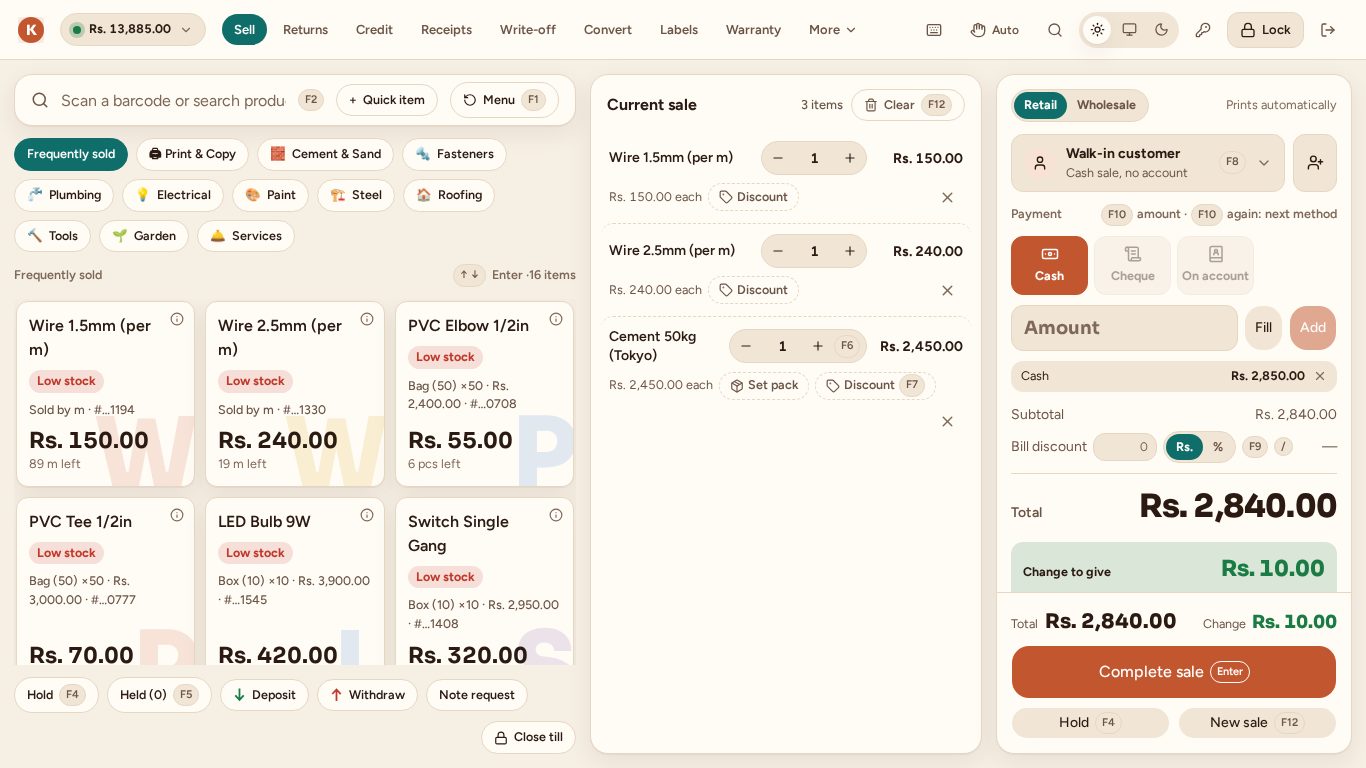 K
Rs. 13,885.00
Sell
Returns
Credit
Receipts
Write-off
Convert
Labels
Warranty
More
Auto
Lock
Scan a barcode or search produ
F2
+ Quick item
Menu F1
Frequently sold
Print & Copy
Cement & Sand
Fasteners
Plumbing
Electrical
Paint
Steel
Roofing
Tools
Garden
Services
Frequently sold
↑↓ Enter ·16 items
Wire 1.5mm (per
m)
Low stock
Sold by m · #…1194
W
Rs. 150.00
89 m left
Wire 2.5mm (per
m)
Low stock
Sold by m · #…1330
W
Rs. 240.00
19 m left
PVC Elbow 1/2in
Low stock
Bag (50) ×50 · Rs.
2,400.00 · #…0708
P
Rs. 55.00
6 pcs left
PVC Tee 1/2in
Low stock
Bag (50) ×50 · Rs.
3,000.00 · #…0777
P
Rs. 70.00
LED Bulb 9W
Low stock
Box (10) ×10 · Rs. 3,900.00
· #…1545
Rs. 420.00
Switch Single
Gang
Low stock
Box (10) ×10 · Rs. 2,950.00
· #…1408
S
Rs. 320.00
Hold F4
Held (0) F5
Deposit
Withdraw
Note request
Close till
Current sale
3 items
Clear F12
Wire 1.5mm (per m)
− 1 +
Rs. 150.00
Rs. 150.00 each
Discount
Wire 2.5mm (per m)
− 1 +
Rs. 240.00
Rs. 240.00 each
Discount
Cement 50kg
(Tokyo)
− 1 + F6
Rs. 2,450.00
Rs. 2,450.00 each
Set pack
Discount F7
Retail
Wholesale
Prints automatically
Walk-in customer
Cash sale, no account
F8
Payment
F10 amount · F10 again: next method
Cash
Cheque
On account
Amount
Fill
Add
Cash
Rs. 2,850.00
Subtotal
Rs. 2,840.00
Bill discount
0
Rs.
%
F9
/
—
Total
Rs. 2,840.00
Change to give
Rs. 10.00
Total Rs. 2,840.00
Change Rs. 10.00
Complete sale Enter
Hold F4
New sale F12